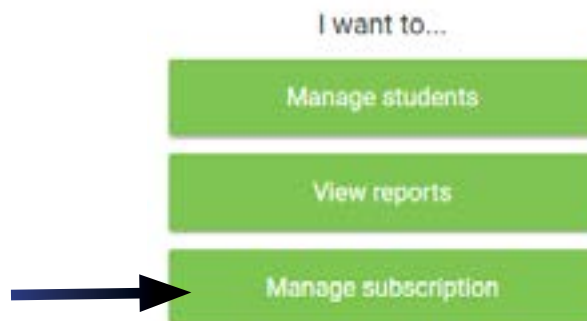 I want to...
Manage students
View reports
Manage subscription